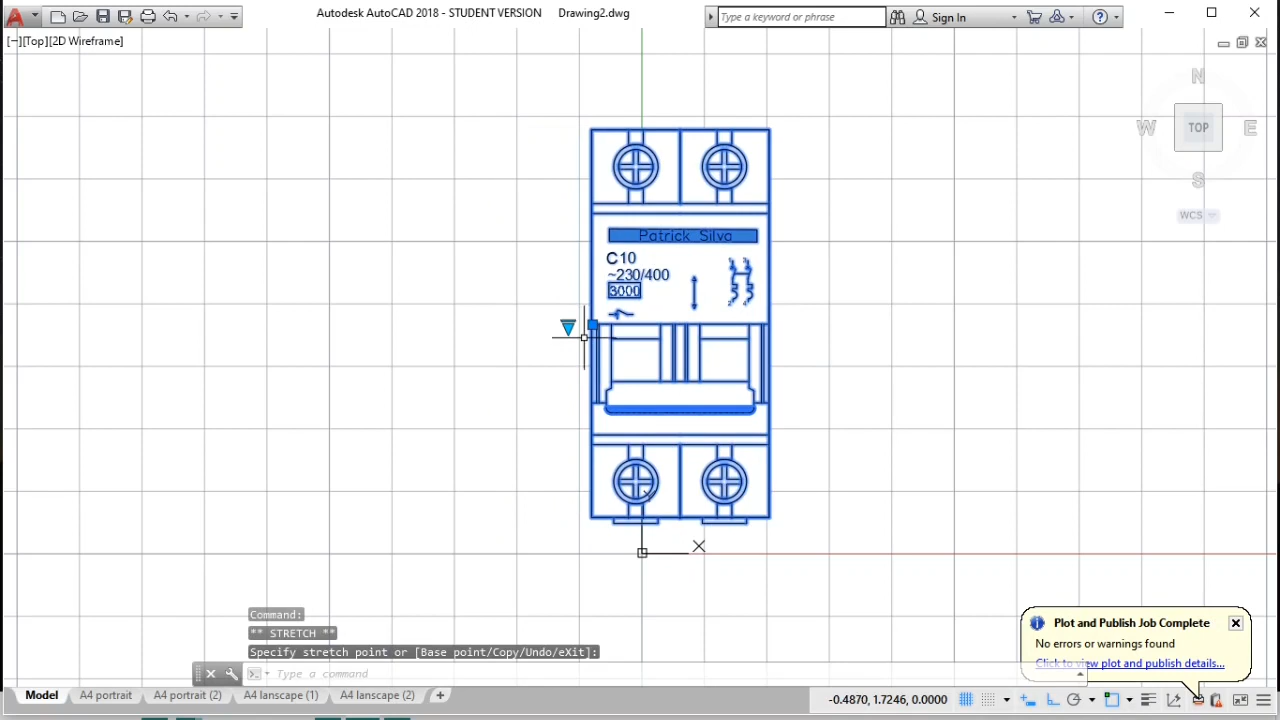 Autodesk AutoCAD 2018 - STUDENT VERSION Drawing2.dwg
Type a keyword or phrase
Sign In
[−][Top][2D Wireframe]
N
W TOP E
S
WCS
Patrick Silva
C10
~230/400
3000
Command:
** STRETCH **
Specify stretch point or [Base point/Copy/Undo/eXit]:
Type a command
Plot and Publish Job Complete
No errors or warnings found
Click to view plot and publish details...
Model A4 portrait A4 portrait (2) A4 lanscape (1) A4 lanscape (2) +
-0.4870, 1.7246, 0.0000